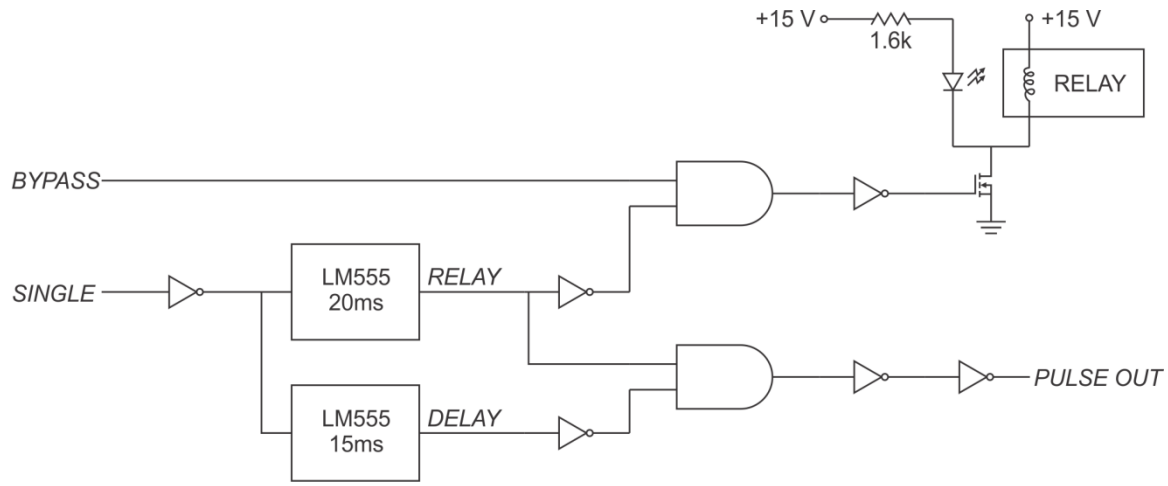 +15 V
1.6k
+15 V
RELAY
BYPASS
SINGLE
LM555
20ms
RELAY
LM555
15ms
DELAY
PULSE OUT